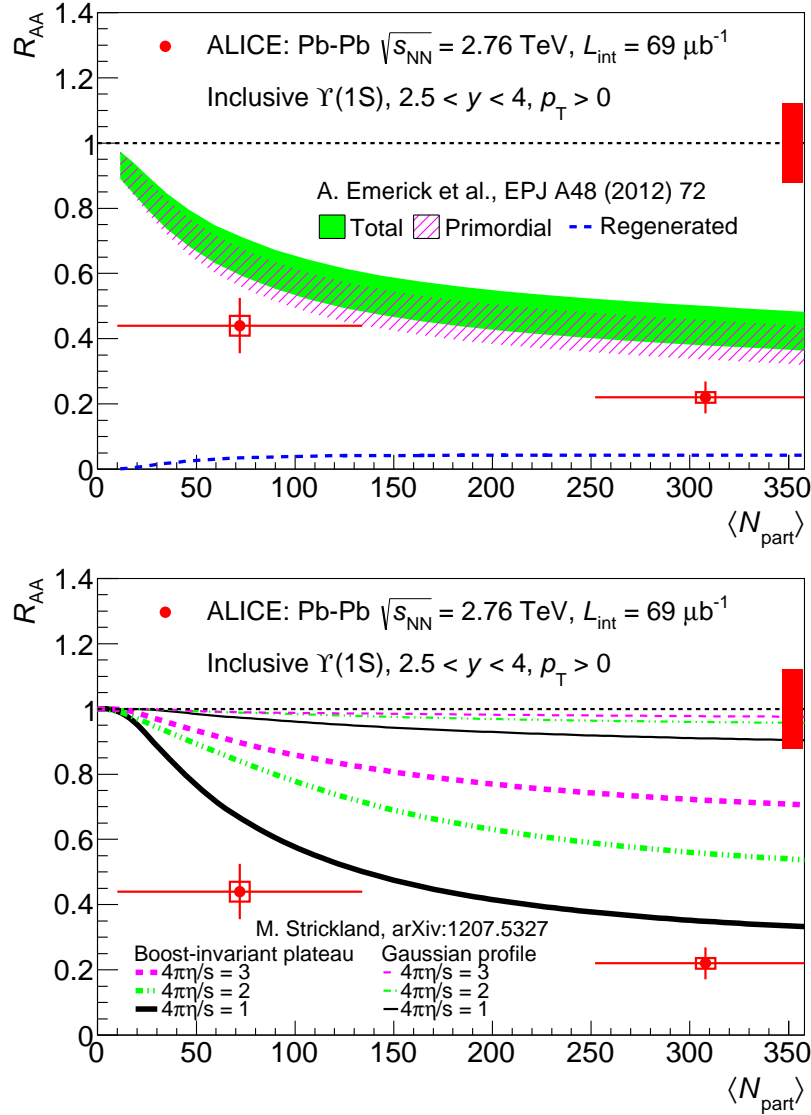 R_AA
1.4
ALICE: Pb-Pb √s_NN = 2.76 TeV, L_int = 69 μb⁻¹
1.2
Inclusive ϒ(1S), 2.5 < y < 4, p_T > 0
1
A. Emerick et al., EPJ A48 (2012) 72
0.8
Total Primordial Regenerated
0.6
0.4
0.2
0
0 50 100 150 200 250 300 350
⟨N_part⟩
R_AA
1.4
ALICE: Pb-Pb √s_NN = 2.76 TeV, L_int = 69 μb⁻¹
1.2
Inclusive ϒ(1S), 2.5 < y < 4, p_T > 0
1
0.8
0.6
0.4
M. Strickland, arXiv:1207.5327
Boost-invariant plateau Gaussian profile
4πη/s = 3 4πη/s = 3
0.2
4πη/s = 2 4πη/s = 2
4πη/s = 1 4πη/s = 1
0
0 50 100 150 200 250 300 350
⟨N_part⟩